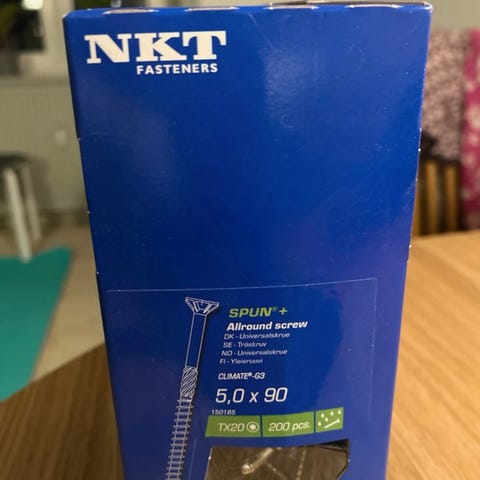 NKT
FASTENERS
SPUN®+
Allround screw
DK - Universalskrue
SE - Träskruv
NO - Universalskrue
FI - Yleisruuvi
CLIMATE®-G3
5,0 x 90
150185
TX20 200 pcs.